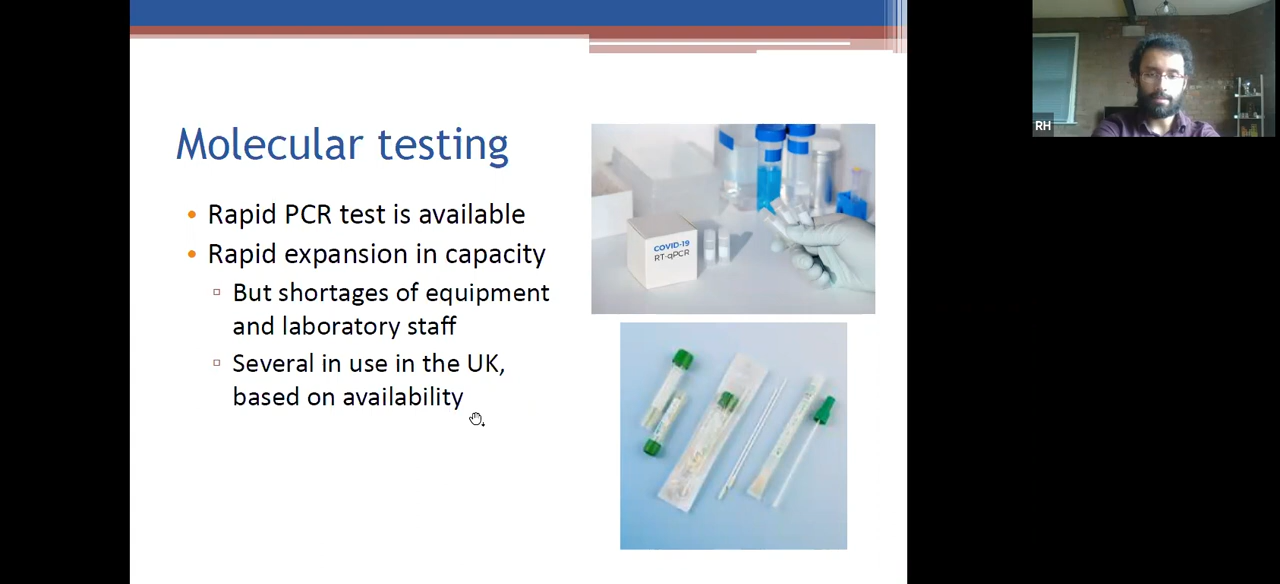 RH
Molecular testing
• Rapid PCR test is available
• Rapid expansion in capacity
▫ But shortages of equipment
and laboratory staff
▫ Several in use in the UK,
based on availability
COVID-19
RT-qPCR